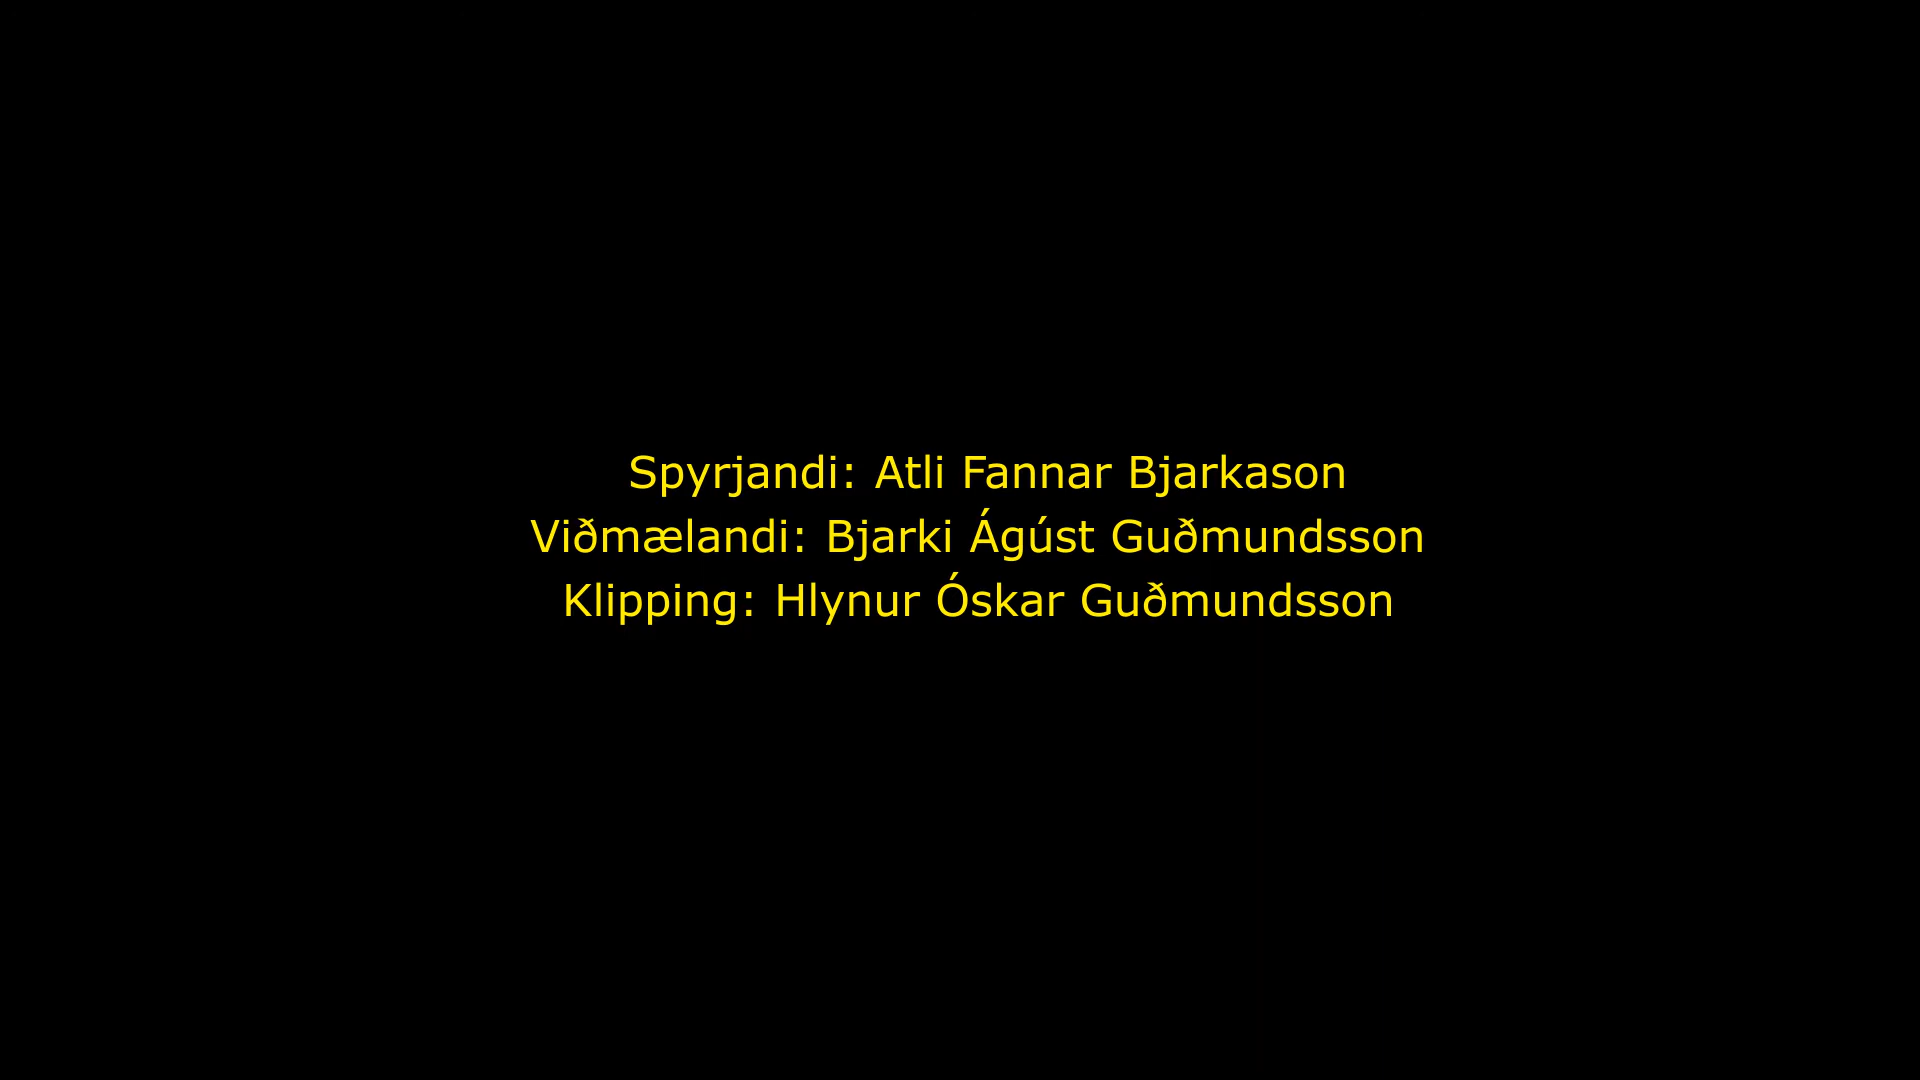 Spyrjandi: Atli Fannar Bjarkason
Viðmælandi: Bjarki Ágúst Guðmundsson
Klipping: Hlynur Óskar Guðmundsson